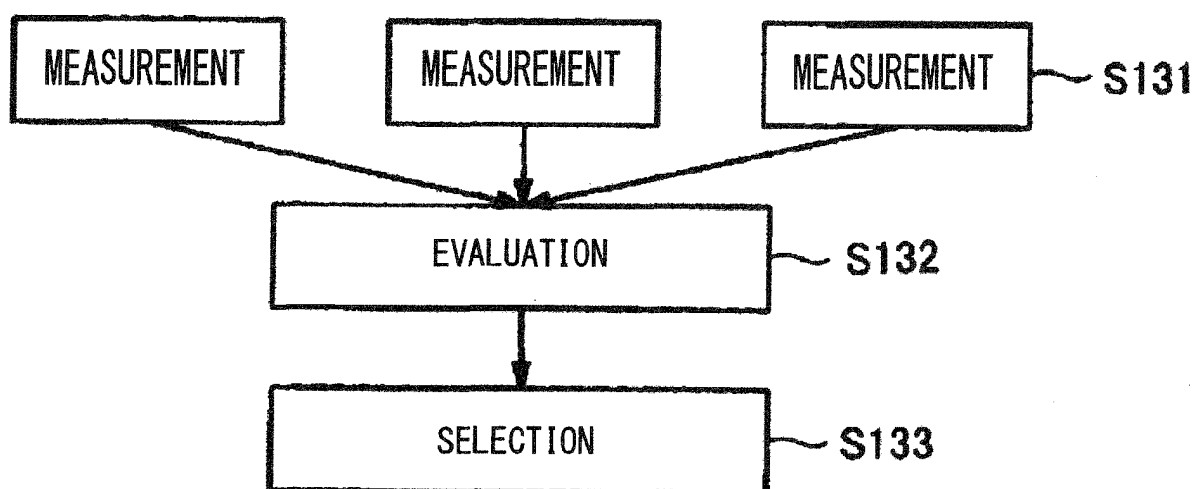 MEASUREMENT MEASUREMENT MEASUREMENT S131
EVALUATION S132
SELECTION S133